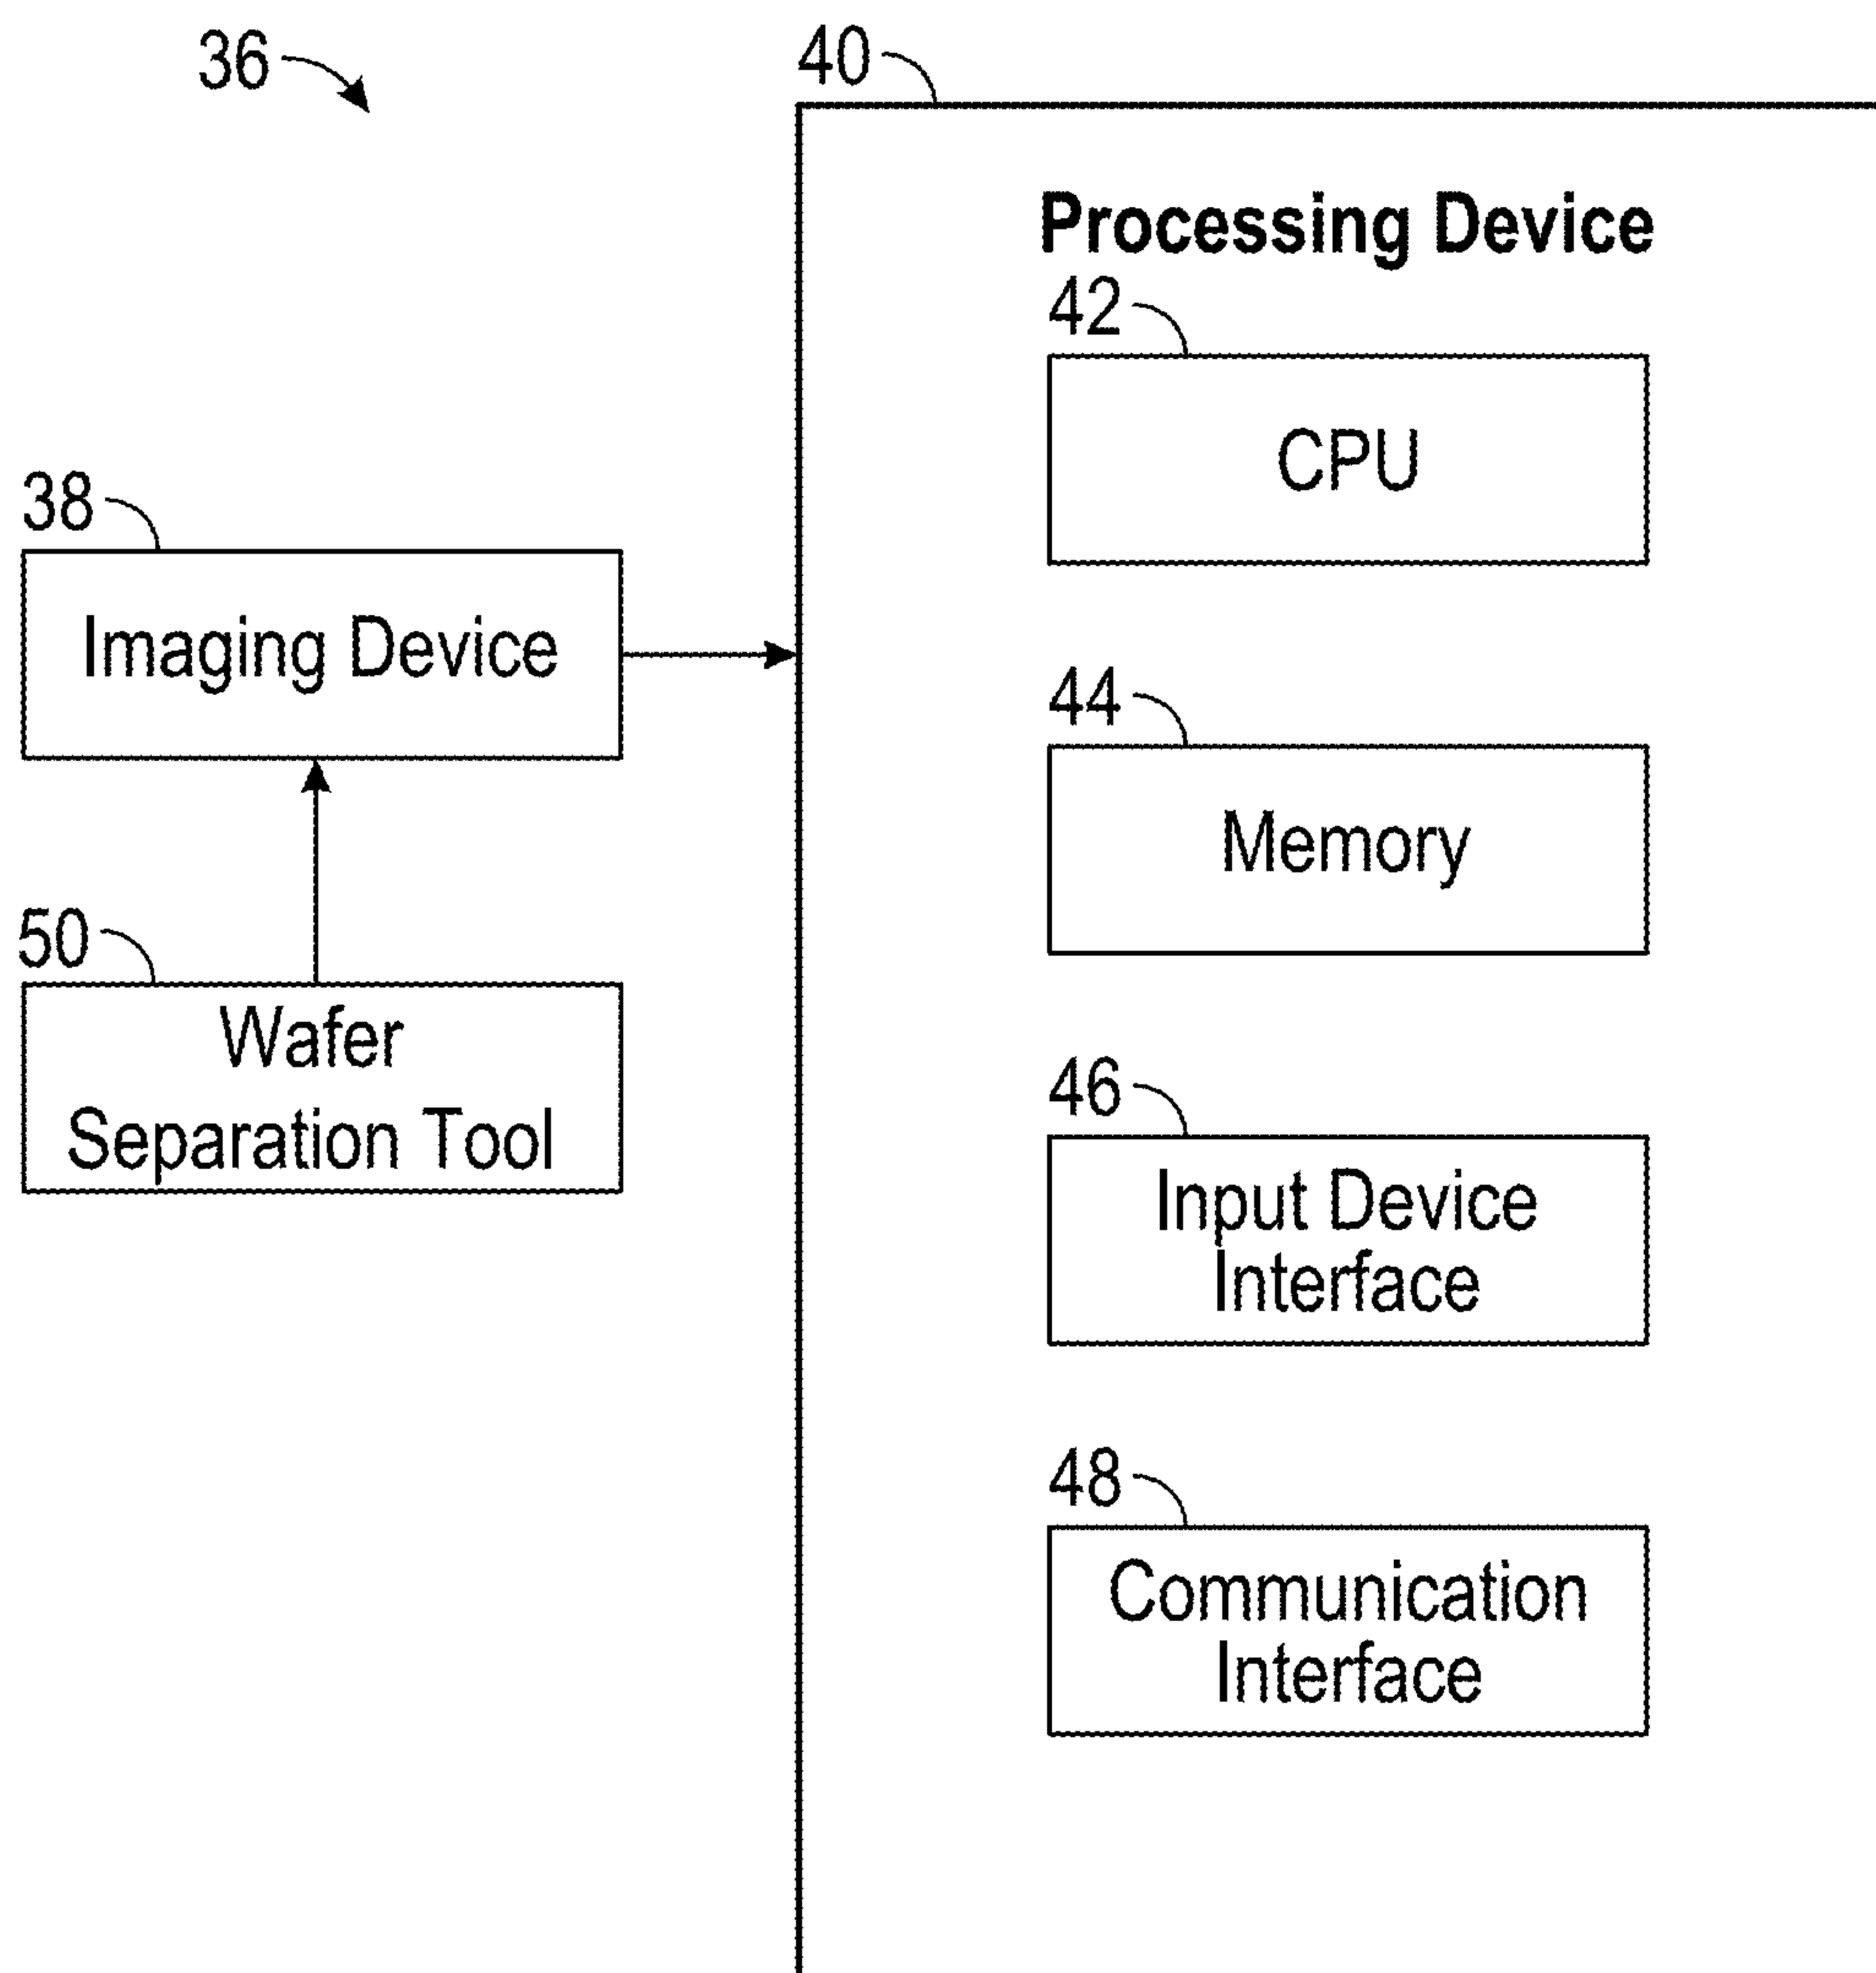 36
40
Processing Device
42
CPU
38
Imaging Device
44
Memory
50
Wafer
Separation Tool
46
Input Device
Interface
48
Communication
Interface